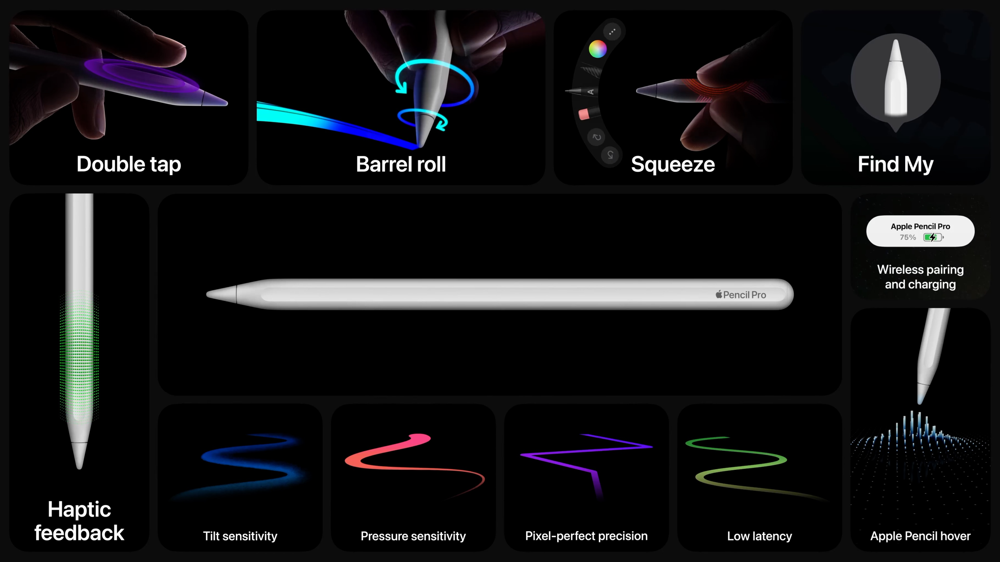 Double tap
Barrel roll
A
Squeeze
Find My
Pencil Pro
Apple Pencil Pro
75%
Wireless pairing
and charging
Haptic
feedback
Tilt sensitivity
Pressure sensitivity
Pixel-perfect precision
Low latency
Apple Pencil hover